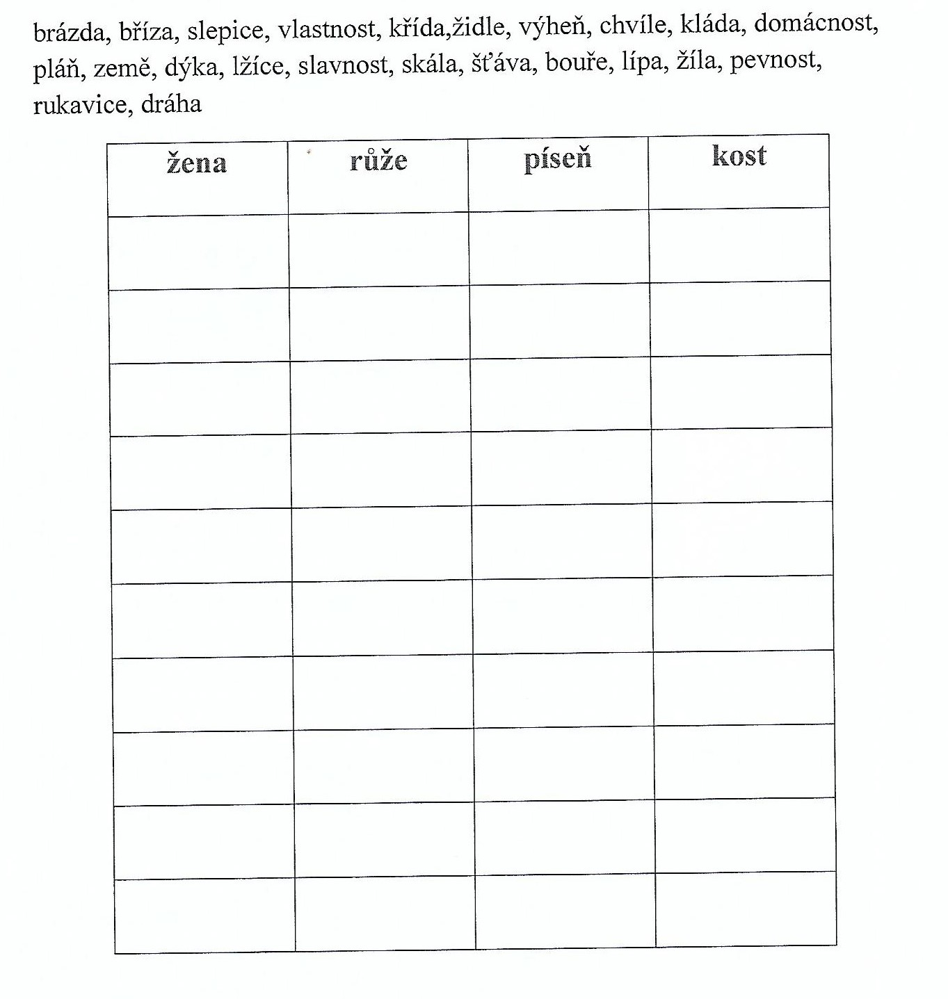 brázda, bříza, slepice, vlastnost, křída,židle, výheň, chvíle, kláda, domácnost,
pláň, země, dýka, lžíce, slavnost, skála, šťáva, bouře, lípa, žíla, pevnost,
rukavice, dráha
žena růže píseň kost